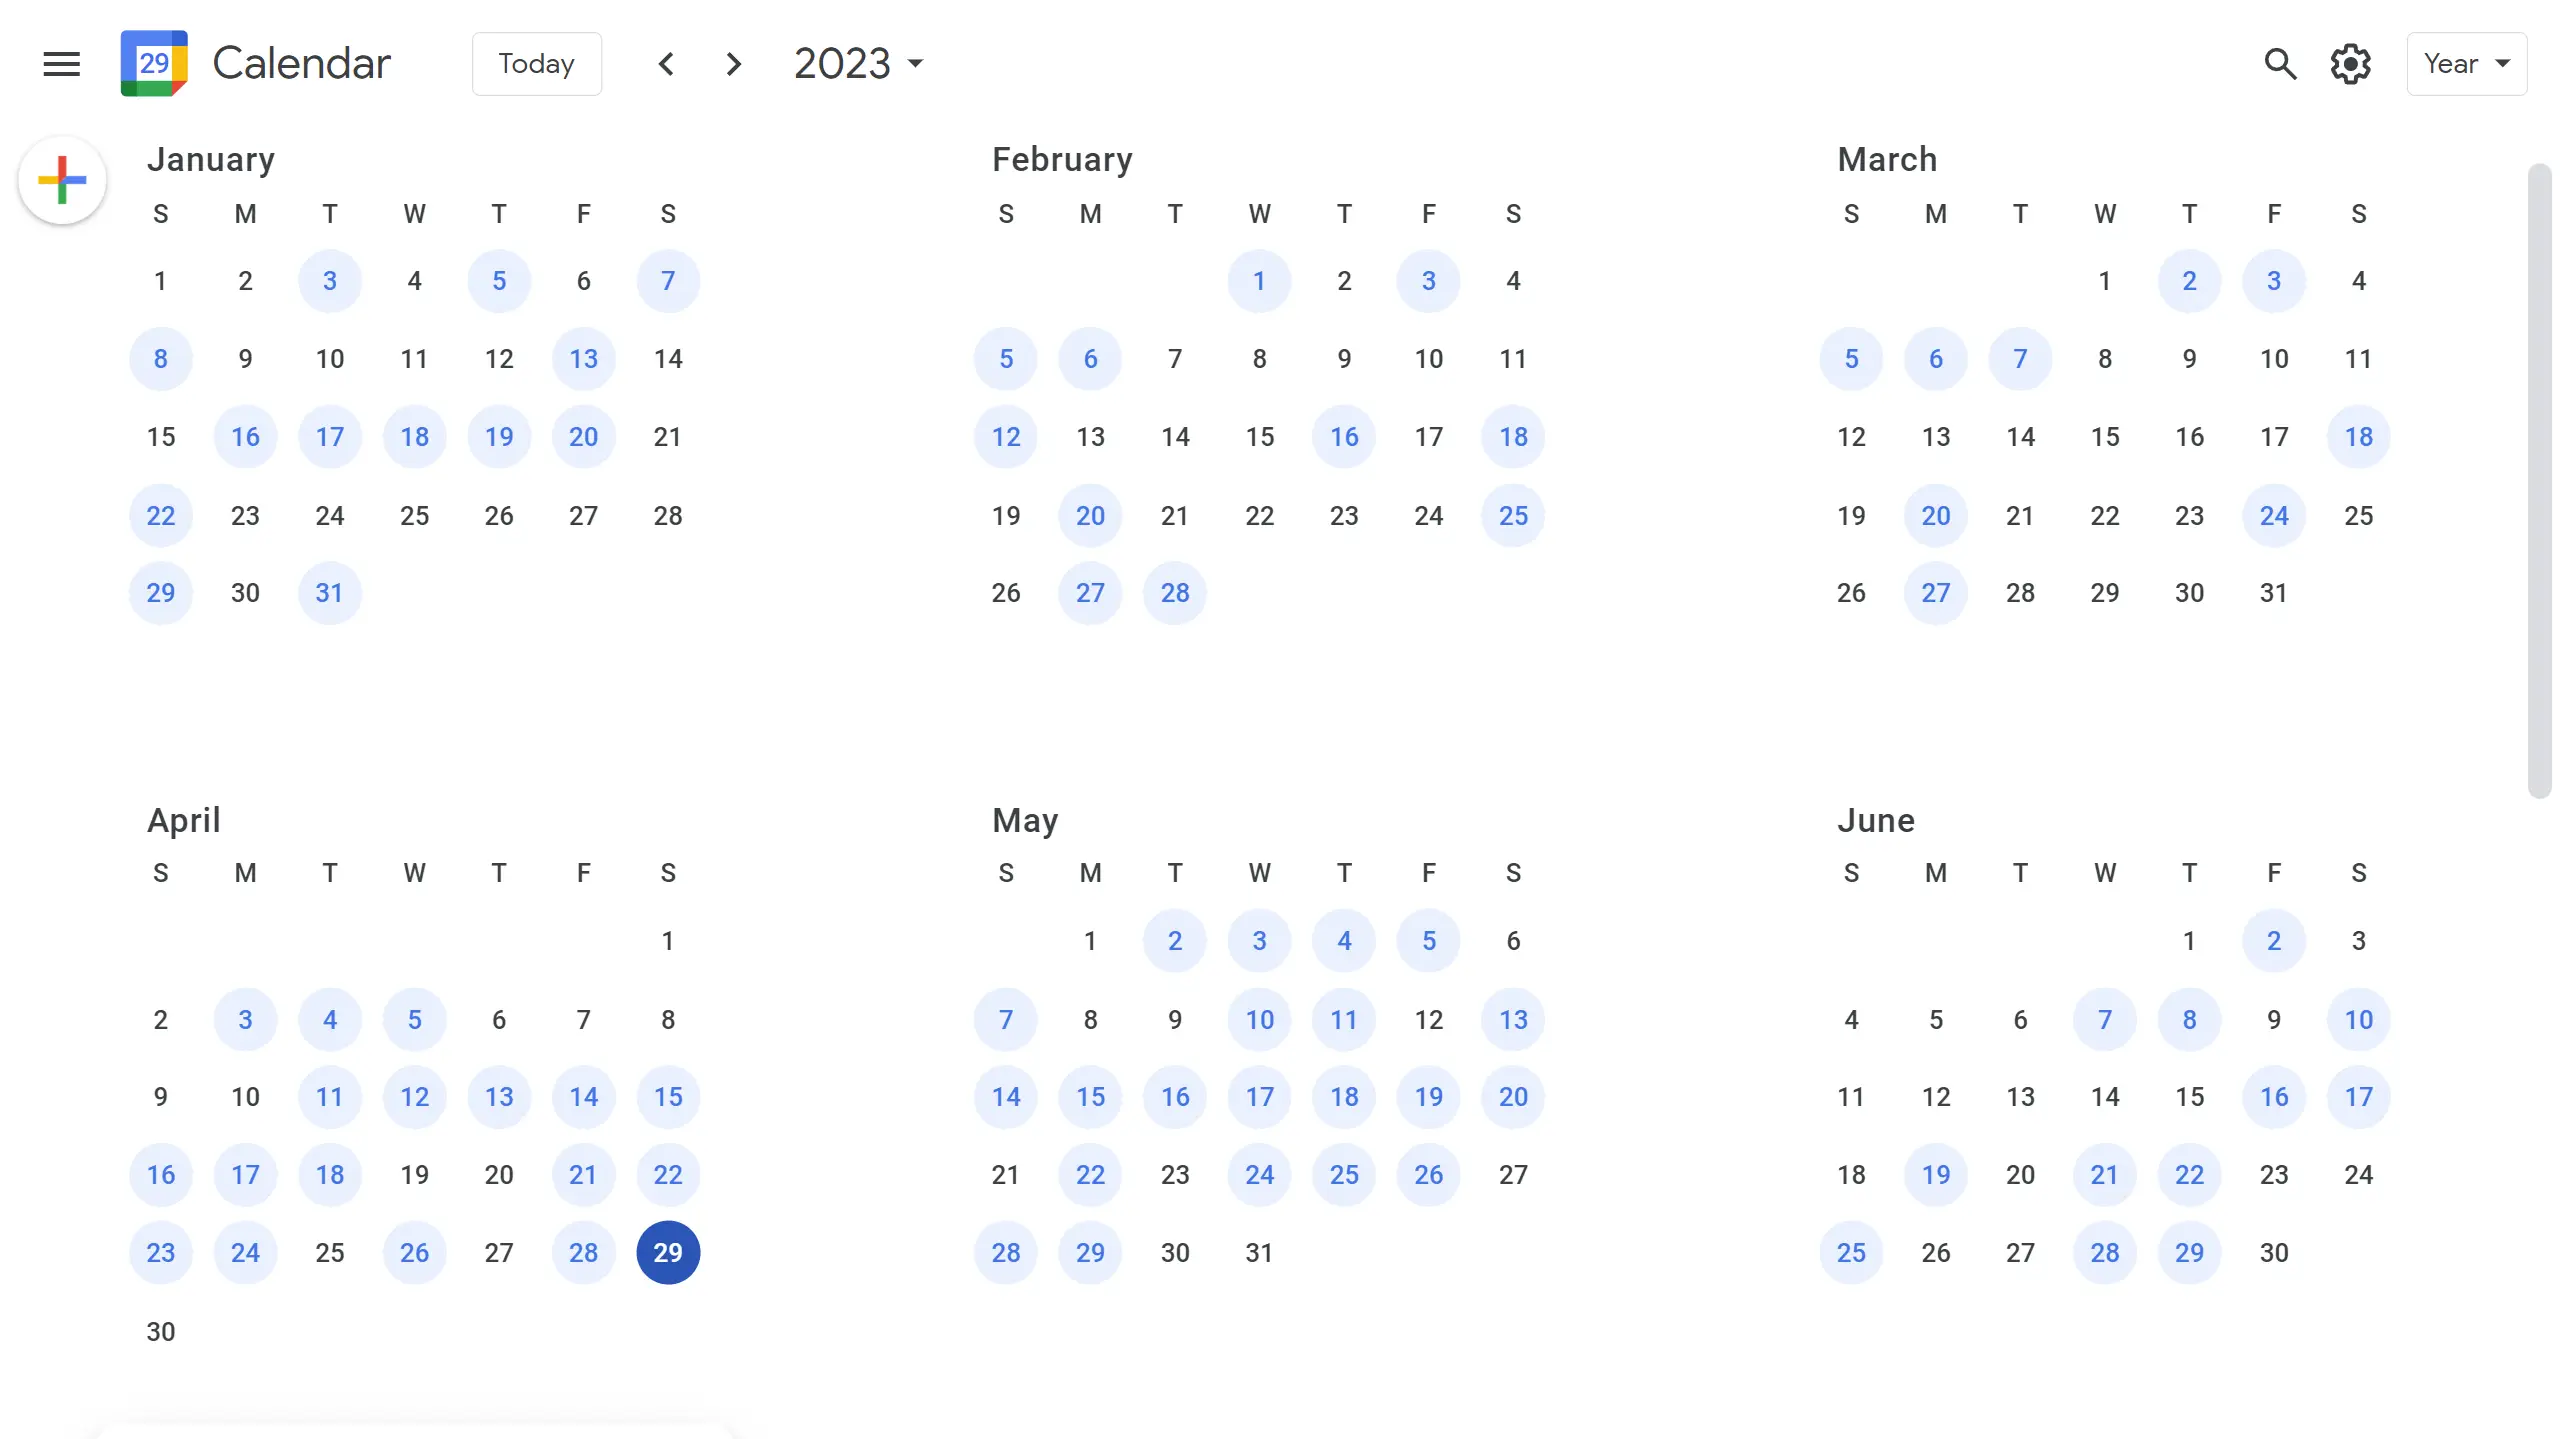 29 Calendar Today 2023 Year
January
S M T W T F S
1 2 3 4 5 6 7
8 9 10 11 12 13 14
15 16 17 18 19 20 21
22 23 24 25 26 27 28
29 30 31
February
S M T W T F S
1 2 3 4
5 6 7 8 9 10 11
12 13 14 15 16 17 18
19 20 21 22 23 24 25
26 27 28
March
S M T W T F S
1 2 3 4
5 6 7 8 9 10 11
12 13 14 15 16 17 18
19 20 21 22 23 24 25
26 27 28 29 30 31
April
S M T W T F S
1
2 3 4 5 6 7 8
9 10 11 12 13 14 15
16 17 18 19 20 21 22
23 24 25 26 27 28 29
30
May
S M T W T F S
1 2 3 4 5 6
7 8 9 10 11 12 13
14 15 16 17 18 19 20
21 22 23 24 25 26 27
28 29 30 31
June
S M T W T F S
1 2 3
4 5 6 7 8 9 10
11 12 13 14 15 16 17
18 19 20 21 22 23 24
25 26 27 28 29 30